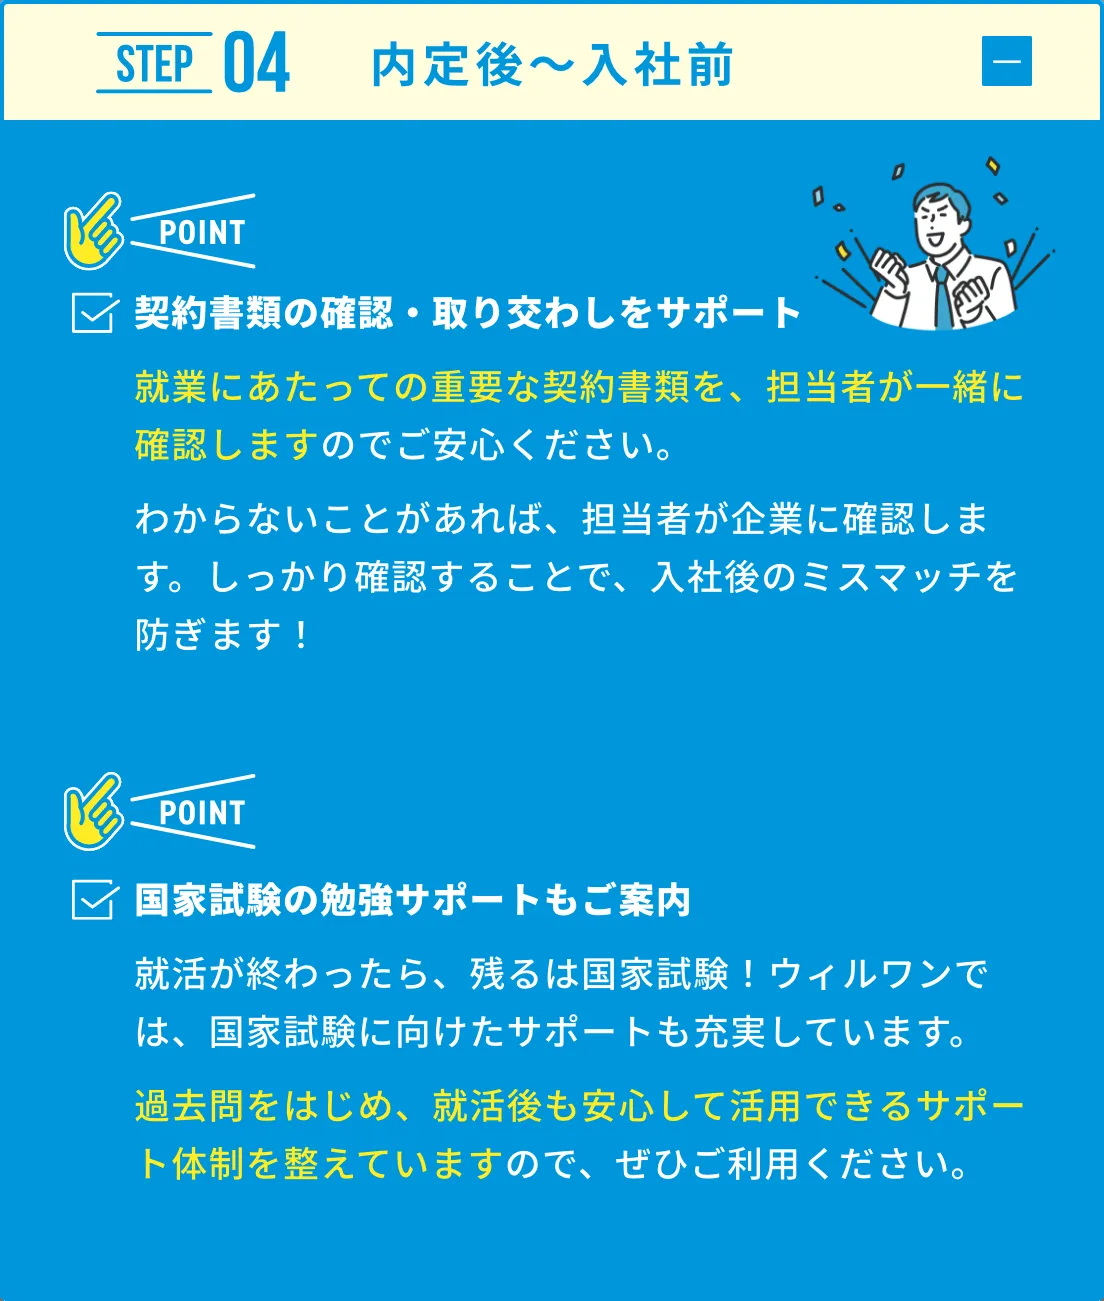 STEP 04 内定後〜入社前
POINT
契約書類の確認・取り交わしをサポート
就業にあたっての重要な契約書類を、担当者が一緒に
確認しますのでご安心ください。
わからないことがあれば、担当者が企業に確認しま
す。しっかり確認することで、入社後のミスマッチを
防ぎます！
POINT
国家試験の勉強サポートもご案内
就活が終わったら、残るは国家試験！ウィルワンで
は、国家試験に向けたサポートも充実しています。
過去問をはじめ、就活後も安心して活用できるサポー
ト体制を整えていますので、ぜひご利用ください。